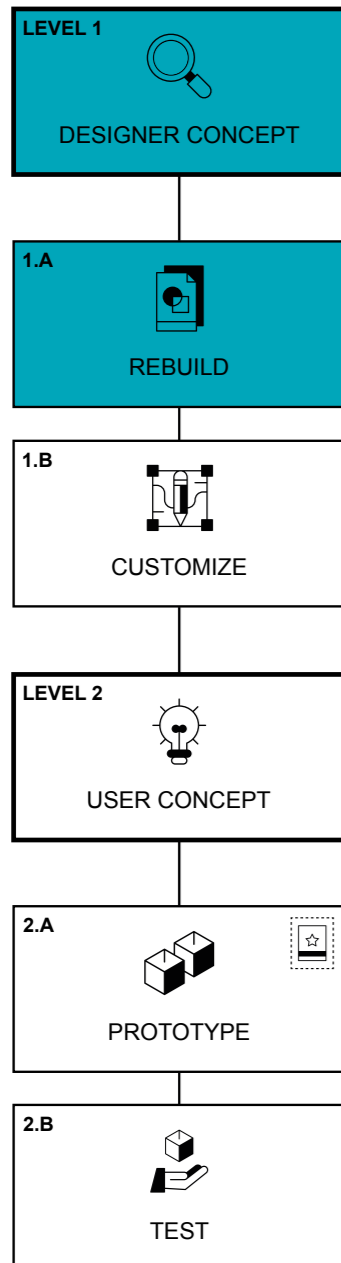 LEVEL 1
DESIGNER CONCEPT
1.A
REBUILD
1.B
CUSTOMIZE
LEVEL 2
USER CONCEPT
2.A
PROTOTYPE
2.B
TEST